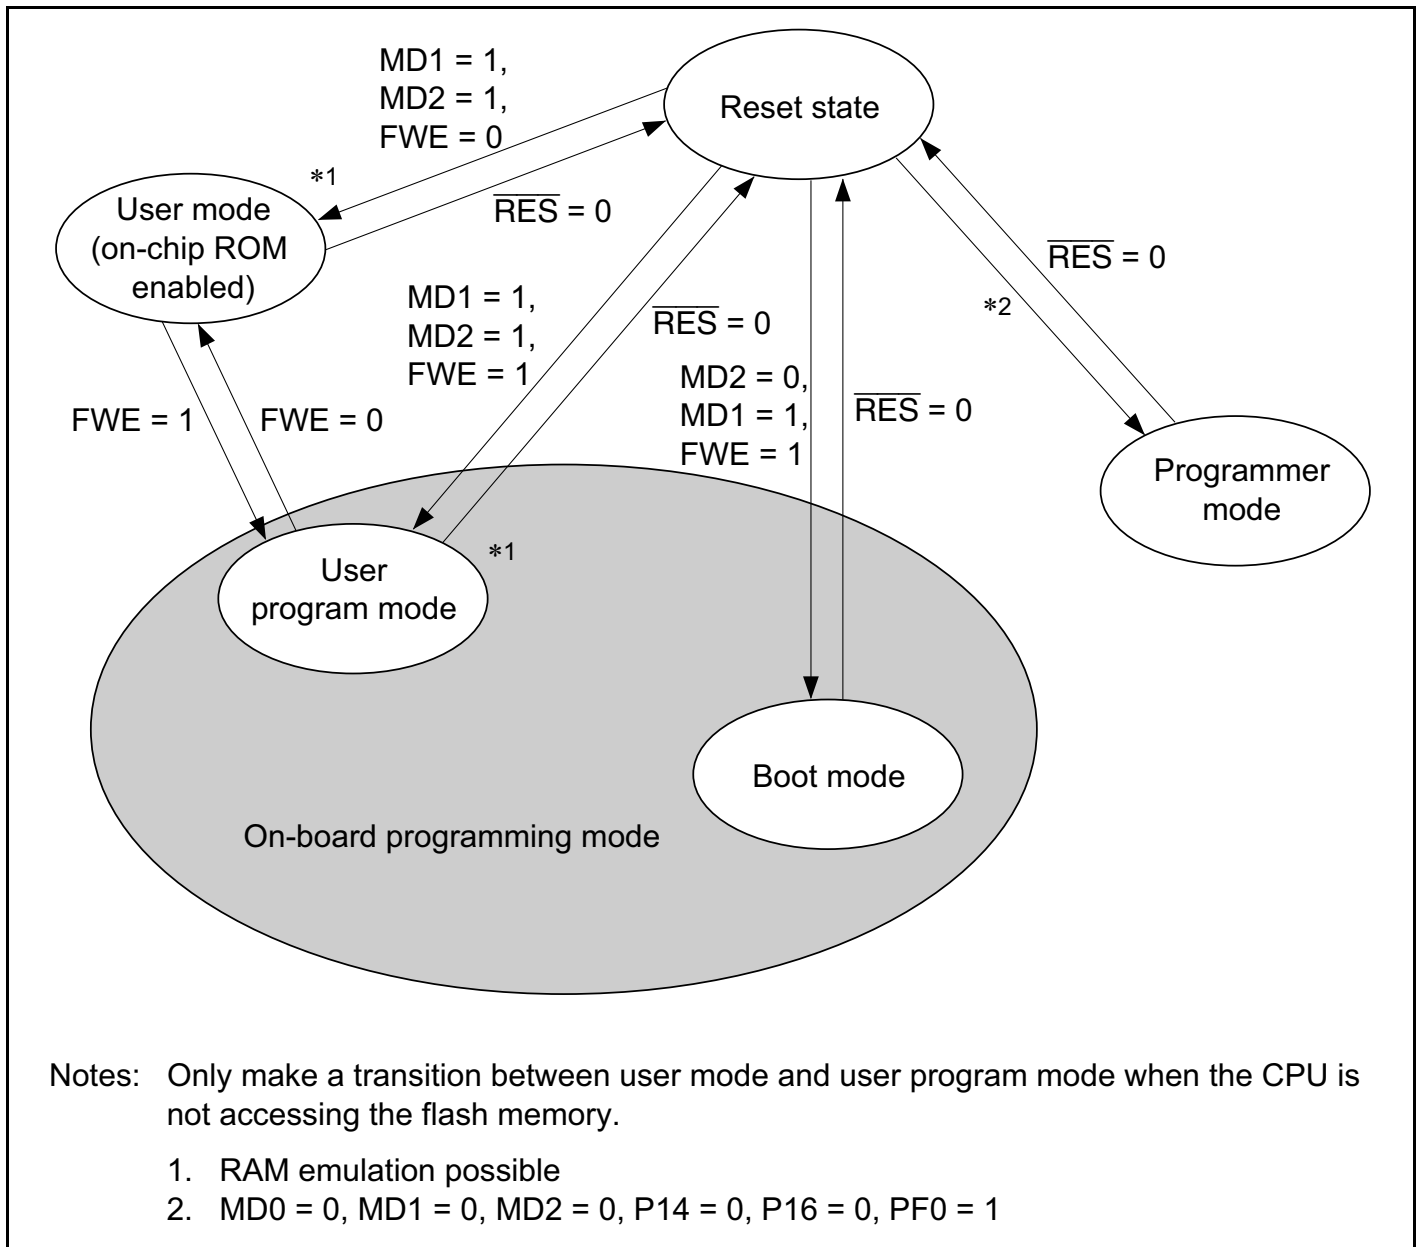 MD1 = 1,
MD2 = 1,
FWE = 0
Reset state
*1
User mode
(on-chip ROM
enabled)
R̅E̅S̅ = 0
R̅E̅S̅ = 0
MD1 = 1,
MD2 = 1,
FWE = 1
*2
R̅E̅S̅ = 0
MD2 = 0,
MD1 = 1,
FWE = 1
R̅E̅S̅ = 0
FWE = 1
FWE = 0
Programmer
mode
*1
User
program mode
Boot mode
On-board programming mode
Notes: Only make a transition between user mode and user program mode when the CPU is
not accessing the flash memory.
1. RAM emulation possible
2. MD0 = 0, MD1 = 0, MD2 = 0, P14 = 0, P16 = 0, PF0 = 1